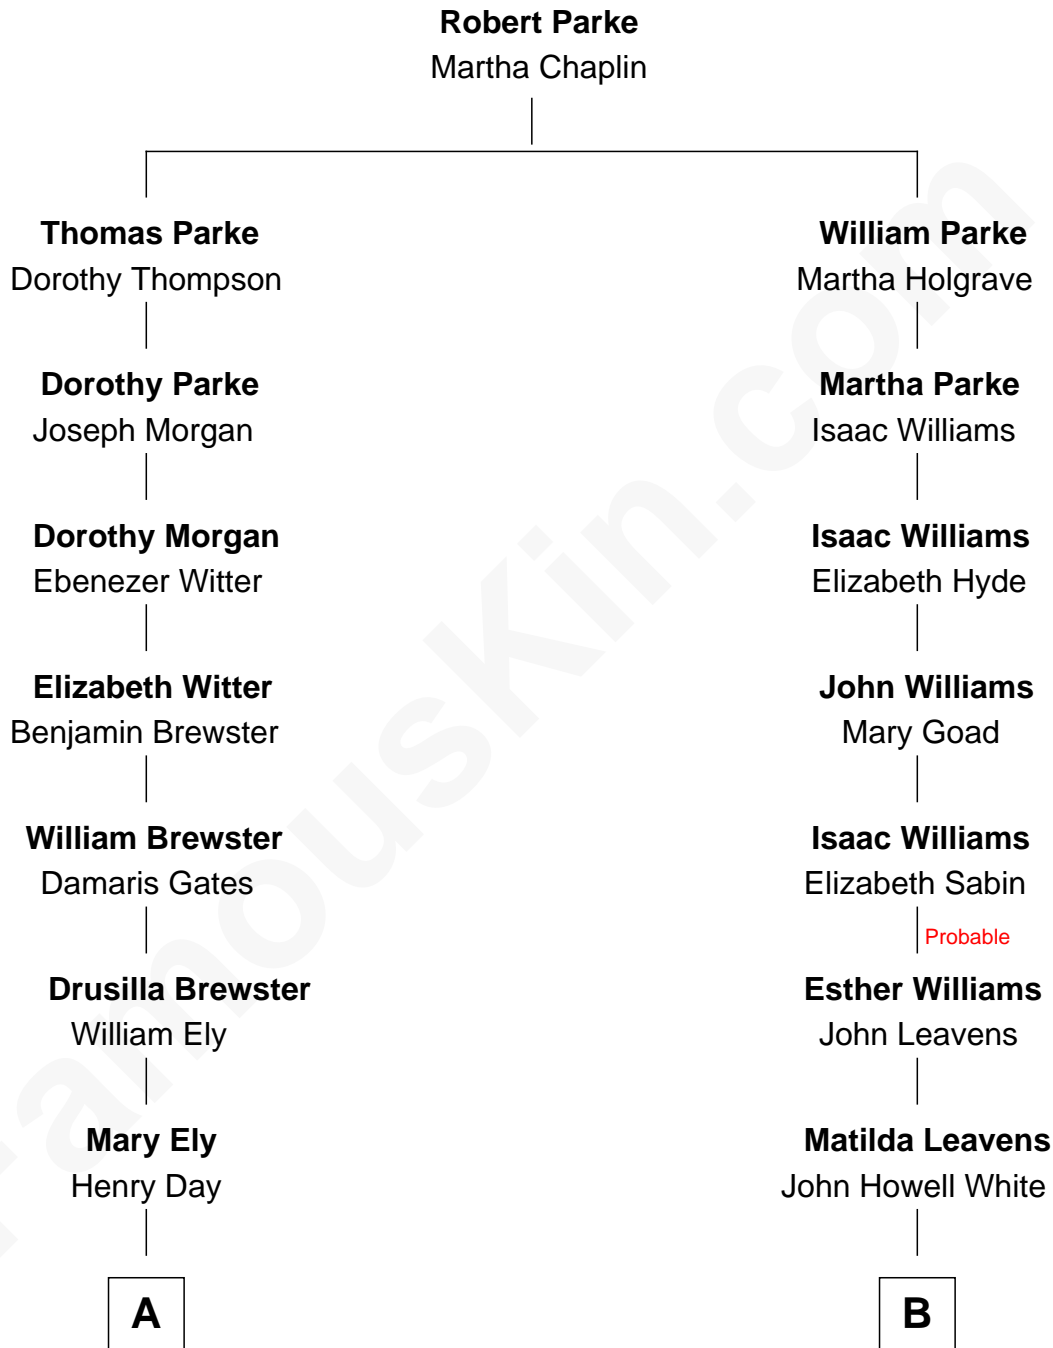 Robert Parke
Martha Chaplin
Thomas Parke
Dorothy Thompson
William Parke
Martha Holgrave
Dorothy Parke
Joseph Morgan
Martha Parke
Isaac Williams
Dorothy Morgan
Ebenezer Witter
Isaac Williams
Elizabeth Hyde
Elizabeth Witter
Benjamin Brewster
John Williams
Mary Goad
William Brewster
Damaris Gates
Isaac Williams
Elizabeth Sabin
Probable
Drusilla Brewster
William Ely
Esther Williams
John Leavens
Mary Ely
Henry Day
Matilda Leavens
John Howell White
A
B
FamousKin.com